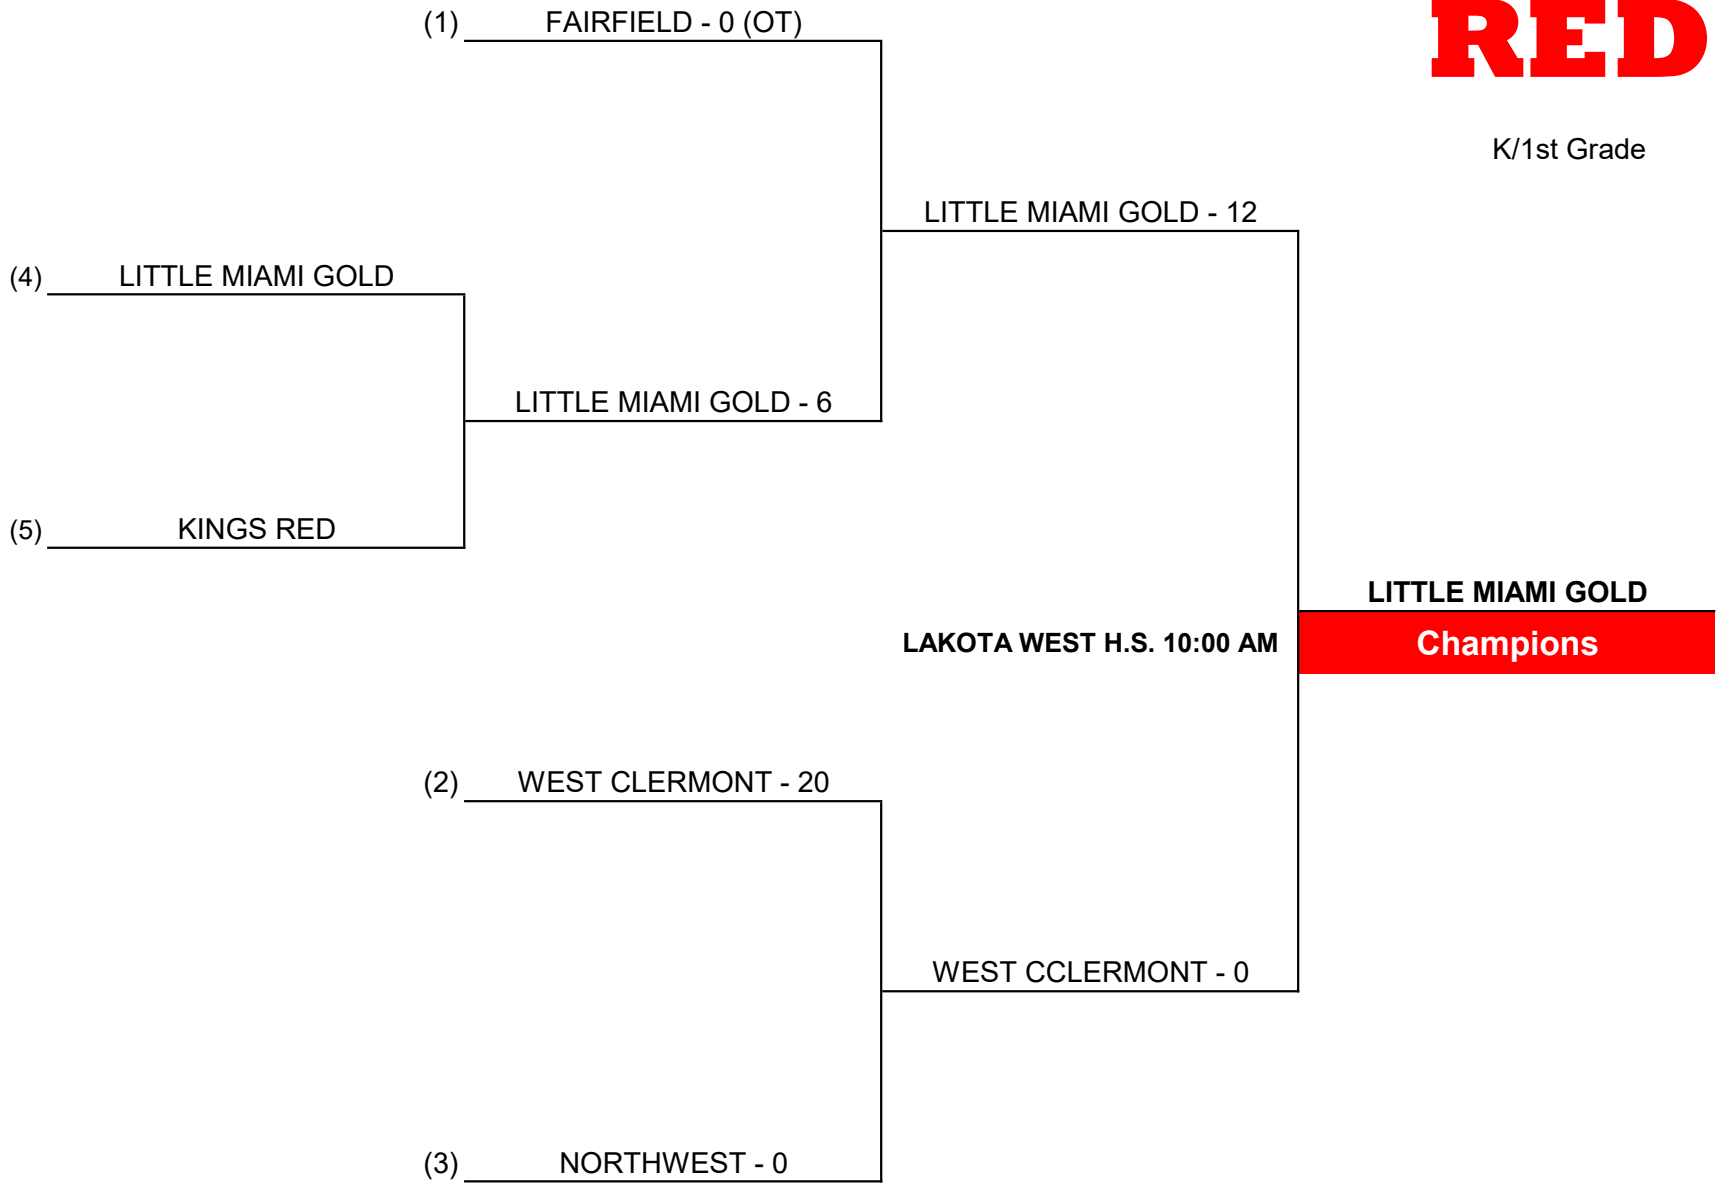 (1) FAIRFIELD - 0 (OT)
RED
K/1st Grade
LITTLE MIAMI GOLD - 12
(4) LITTLE MIAMI GOLD
LITTLE MIAMI GOLD - 6
(5) KINGS RED
LITTLE MIAMI GOLD
LAKOTA WEST H.S. 10:00 AM
Champions
(2) WEST CLERMONT - 20
WEST CCLERMONT - 0
(3) NORTHWEST - 0